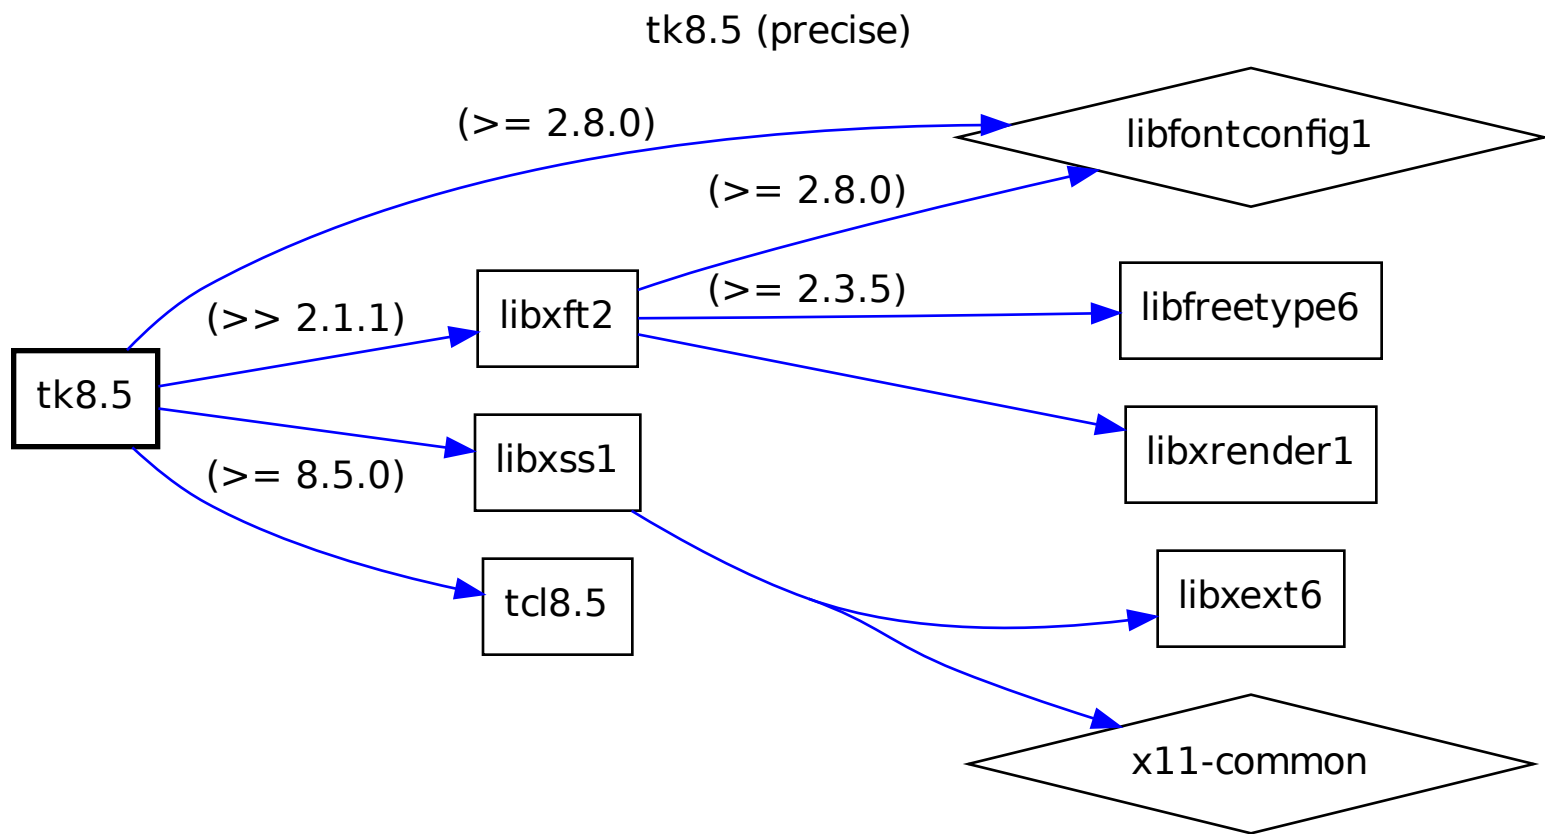 tk8.5 (precise)
(>= 2.8.0)
libfontconfig1
(>= 2.8.0)
(>= 2.3.5)
libfreetype6
(>> 2.1.1)
libxft2
tk8.5
libxrender1
libxss1
(>= 8.5.0)
tcl8.5
libxext6
x11-common